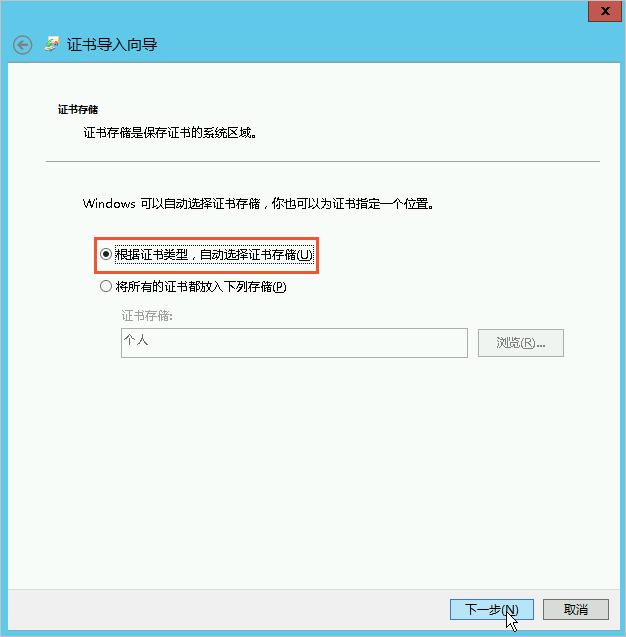 证书导入向导
证书存储
证书存储是保存证书的系统区域。
Windows 可以自动选择证书存储，你也可以为证书指定一个位置。
根据证书类型，自动选择证书存储(U)
将所有的证书都放入下列存储(P)
证书存储:
个人
浏览(R)...
下一步(N)
取消